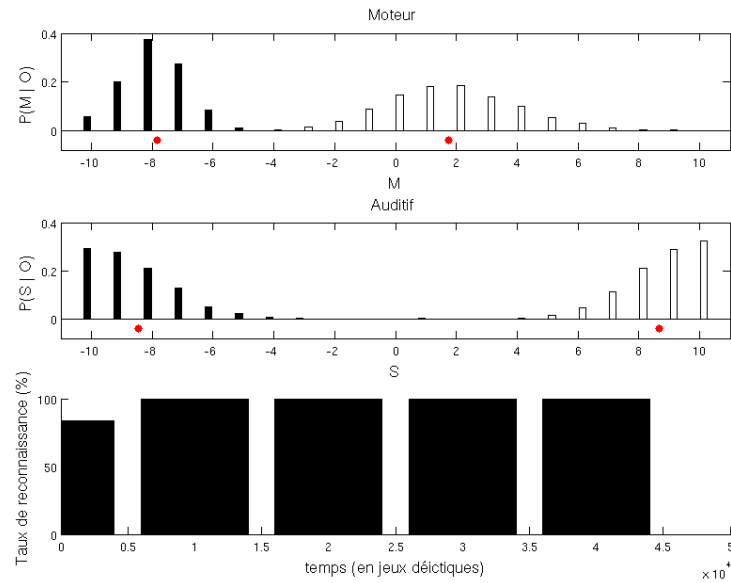 Moteur
P(M | O)
0.4
0.2
0
-10 -8 -6 -4 -2 0 2 4 6 8 10
M
Auditif
P(S | O)
0.4
0.2
0
-10 -8 -6 -4 -2 0 2 4 6 8 10
S
Taux de reconnaissance (%)
100
50
0
0 0.5 1 1.5 2 2.5 3 3.5 4 4.5 5
temps (en jeux déictiques)
× 10⁴